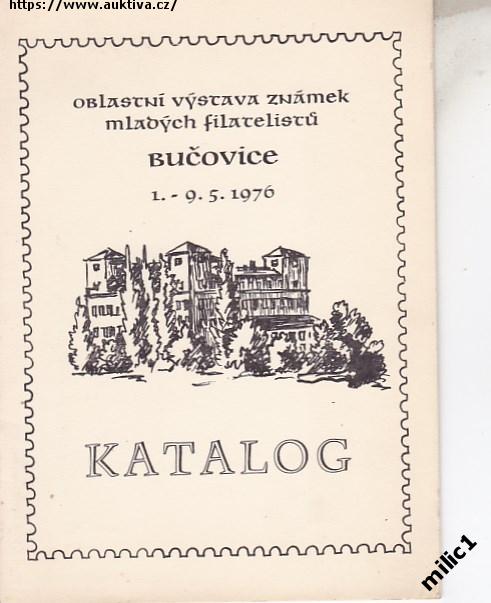 https://www.auktiva.cz/
oblastní výstava známek
mladých filatelistů
Bučovice
1. - 9. 5. 1976
KATALOG
milic1